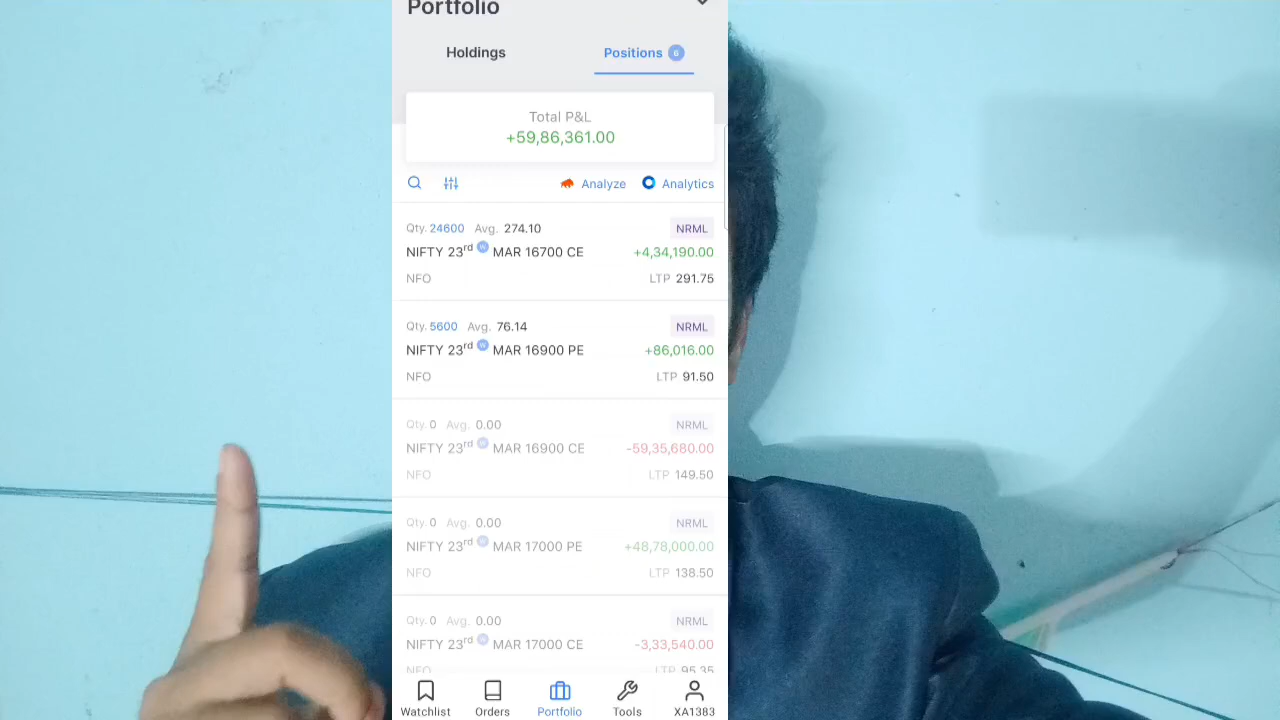 Portfolio
Holdings
Positions 6
Total P&L
+59,86,361.00
Analyze Analytics
Qty. 24600 Avg. 274.10 NRML
NIFTY 23rd W MAR 16700 CE +4,34,190.00
NFO LTP 291.75
Qty. 5600 Avg. 76.14 NRML
NIFTY 23rd W MAR 16900 PE +86,016.00
NFO LTP 91.50
Qty. 0 Avg. 0.00 NRML
NIFTY 23rd W MAR 16900 CE -59,35,680.00
NFO LTP 149.50
Qty. 0 Avg. 0.00 NRML
NIFTY 23rd W MAR 17000 PE +48,78,000.00
NFO LTP 138.50
Qty. 0 Avg. 0.00 NRML
NIFTY 23rd W MAR 17000 CE -3,33,540.00
NFO LTP 95.35
Watchlist Orders Portfolio Tools XA1383